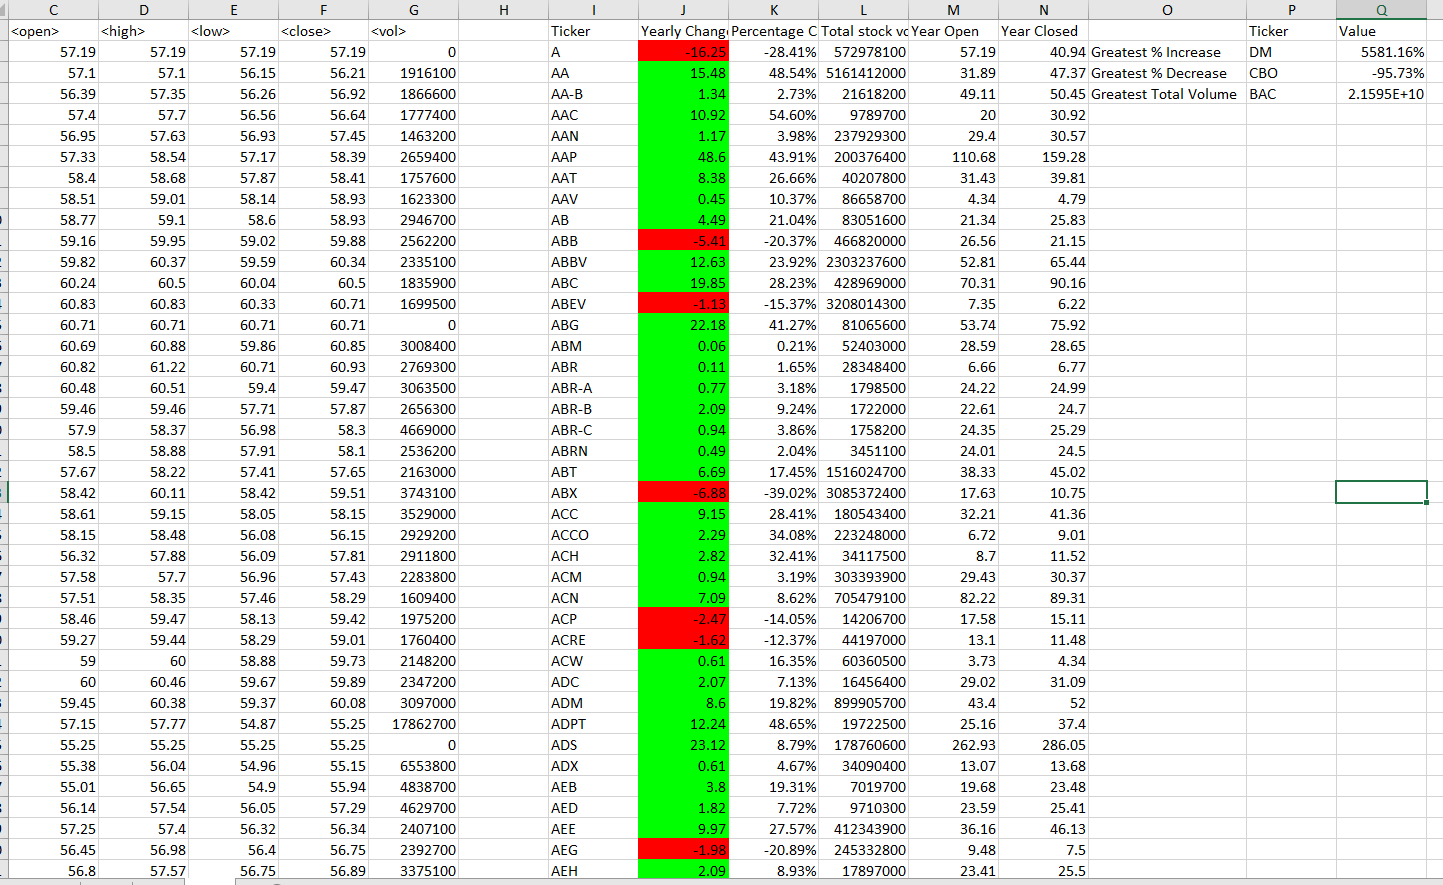 C D E F G H I J K L M N O P Q
<open> <high> <low> <close> <vol> Ticker Yearly Chang Percentage C Total stock vo Year Open Year Closed Ticker Value
57.19 57.19 57.19 57.19 0 A -16.25 -28.41% 572978100 57.19 40.94 Greatest % Increase DM 5581.16%
57.1 57.1 56.15 56.21 1916100 AA 15.48 48.54% 5161412000 31.89 47.37 Greatest % Decrease CBO -95.73%
56.39 57.35 56.26 56.92 1866600 AA-B 1.34 2.73% 21618200 49.11 50.45 Greatest Total Volume BAC 2.1595E+10
57.4 57.7 56.56 56.64 1777400 AAC 10.92 54.60% 9789700 20 30.92
56.95 57.63 56.93 57.45 1463200 AAN 1.17 3.98% 237929300 29.4 30.57
57.33 58.54 57.17 58.39 2659400 AAP 48.6 43.91% 200376400 110.68 159.28
58.4 58.68 57.87 58.41 1757600 AAT 8.38 26.66% 40207800 31.43 39.81
58.51 59.01 58.14 58.93 1623300 AAV 0.45 10.37% 86658700 4.34 4.79
58.77 59.1 58.6 58.93 2946700 AB 4.49 21.04% 83051600 21.34 25.83
59.16 59.95 59.02 59.88 2562200 ABB -5.41 -20.37% 466820000 26.56 21.15
59.82 60.37 59.59 60.34 2335100 ABBV 12.63 23.92% 2303237600 52.81 65.44
60.24 60.5 60.04 60.5 1835900 ABC 19.85 28.23% 428969000 70.31 90.16
60.83 60.83 60.33 60.71 1699500 ABEV -1.13 -15.37% 3208014300 7.35 6.22
60.71 60.71 60.71 60.71 0 ABG 22.18 41.27% 81065600 53.74 75.92
60.69 60.88 59.86 60.85 3008400 ABM 0.06 0.21% 52403000 28.59 28.65
60.82 61.22 60.71 60.93 2769300 ABR 0.11 1.65% 28348400 6.66 6.77
60.48 60.51 59.4 59.47 3063500 ABR-A 0.77 3.18% 1798500 24.22 24.99
59.46 59.46 57.71 57.87 2656300 ABR-B 2.09 9.24% 1722000 22.61 24.7
57.9 58.37 56.98 58.3 4669000 ABR-C 0.94 3.86% 1758200 24.35 25.29
58.5 58.88 57.91 58.1 2536200 ABRN 0.49 2.04% 3451100 24.01 24.5
57.67 58.22 57.41 57.65 2163000 ABT 6.69 17.45% 1516024700 38.33 45.02
58.42 60.11 58.42 59.51 3743100 ABX -6.88 -39.02% 3085372400 17.63 10.75
58.61 59.15 58.05 58.15 3529000 ACC 9.15 28.41% 180543400 32.21 41.36
58.15 58.48 56.08 56.15 2929200 ACCO 2.29 34.08% 223248000 6.72 9.01
56.32 57.88 56.09 57.81 2911800 ACH 2.82 32.41% 34117500 8.7 11.52
57.58 57.7 56.96 57.43 2283800 ACM 0.94 3.19% 303393900 29.43 30.37
57.51 58.35 57.46 58.29 1609400 ACN 7.09 8.62% 705479100 82.22 89.31
58.46 59.47 58.13 59.42 1975200 ACP -2.47 -14.05% 14206700 17.58 15.11
59.27 59.44 58.29 59.01 1760400 ACRE -1.62 -12.37% 44197000 13.1 11.48
59 60 58.88 59.73 2148200 ACW 0.61 16.35% 60360500 3.73 4.34
60 60.46 59.67 59.89 2347200 ADC 2.07 7.13% 16456400 29.02 31.09
59.45 60.38 59.37 60.08 3097000 ADM 8.6 19.82% 899905700 43.4 52
57.15 57.77 54.87 55.25 17862700 ADPT 12.24 48.65% 19722500 25.16 37.4
55.25 55.25 55.25 55.25 0 ADS 23.12 8.79% 178760600 262.93 286.05
55.38 56.04 54.96 55.15 6553800 ADX 0.61 4.67% 34090400 13.07 13.68
55.01 56.65 54.9 55.94 4838700 AEB 3.8 19.31% 7019700 19.68 23.48
56.14 57.54 56.05 57.29 4629700 AED 1.82 7.72% 9710300 23.59 25.41
57.25 57.4 56.32 56.34 2407100 AEE 9.97 27.57% 412343900 36.16 46.13
56.45 56.98 56.4 56.75 2392700 AEG -1.98 -20.89% 245332800 9.48 7.5
56.8 57.57 56.75 56.89 3375100 AEH 2.09 8.93% 17897000 23.41 25.5